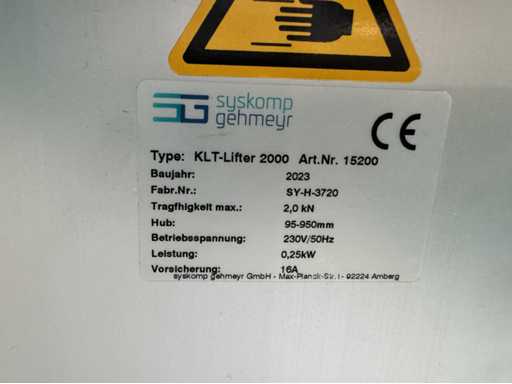 syskomp
gehmeyr
CE
Type: KLT-Lifter 2000 Art.Nr. 15200
Baujahr: 2023
Fabr.Nr.: SY-H-3720
Tragfhigkeit max.: 2,0 kN
Hub: 95-950mm
Betriebsspannung: 230V/50Hz
Leistung: 0,25kW
Vorsicherung: 16A
syskomp gehmeyr GmbH - Max-Planck-Str. 1 - 92224 Amberg